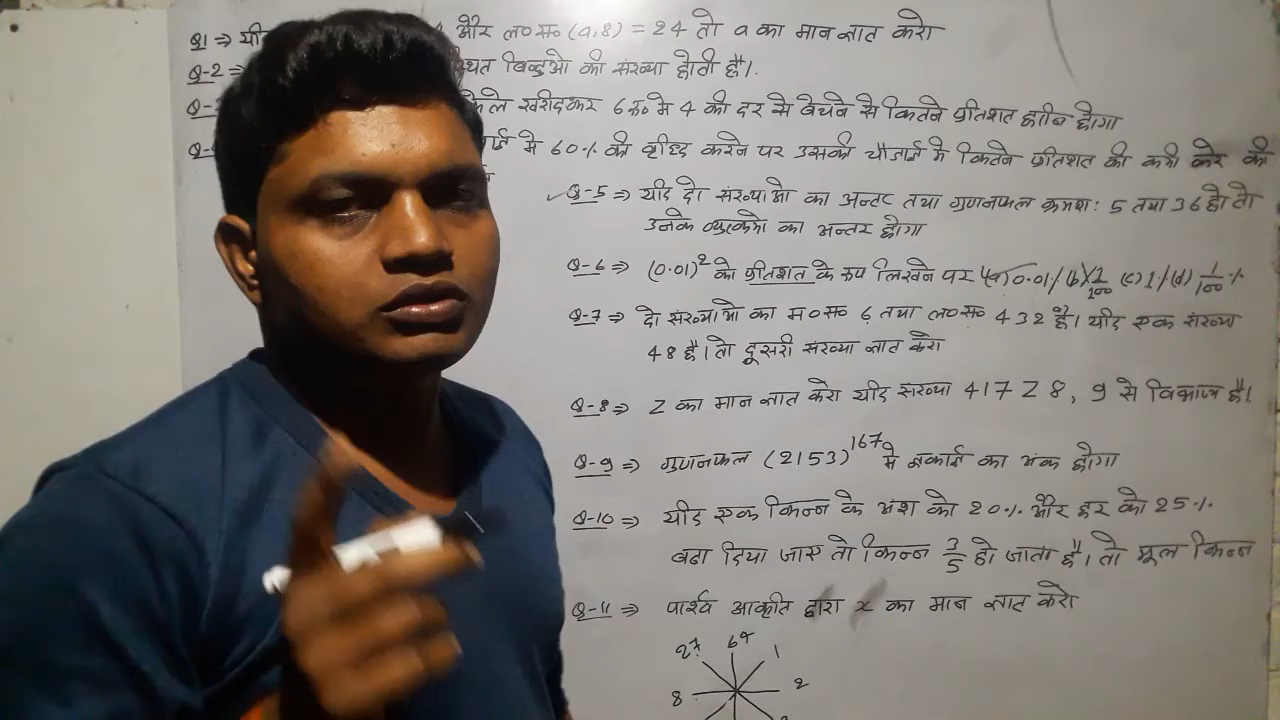 Q1 ⇒ और ल०स० (a,8) = 24 तो a का मान ज्ञात करो
Q-2 ⇒ बिन्दुओ की संख्या होती है।
खरीदकर 6 रू० मे 4 की दर से बेचने से कितने प्रतिशत हानि होगा
मे 60% की वृद्धि करने पर उसकी चौडाई मे कितने प्रतिशत की कमी करे की
Q-5 ⇒ यदि दो संख्याओ का अन्तर तथा गुणनफल क्रमश: 5 तथा 36 हो तो
उनके व्युत्क्रमो का अन्तर होगा
Q-6 ⇒ (0.01)² को प्रतिशत के रूप लिखने पर (a) 0.01 / (b) 1/100 (c) 1 / (d) 1/100 %
Q-7 ⇒ दो संख्याओ का म०स० 6 तथा ल०स० 432 है। यदि एक संख्या
48 है। तो दूसरी संख्या ज्ञात करो
Q-8 ⇒ Z का मान ज्ञात करो यदि संख्या 417Z8, 9 से विभाज्य है।
Q-9 ⇒ गुणनफल (2153)¹⁶⁷ मे इकाई का अंक होगा
Q-10 ⇒ यदि एक भिन्न के अंश को 20% और हर को 25%
बढा दिया जाए तो भिन्न 3/5 हो जाता है। तो मूल भिन्न
Q-11 ⇒ पार्श्व आकृति द्वारा x का मान ज्ञात करो
1
8 2